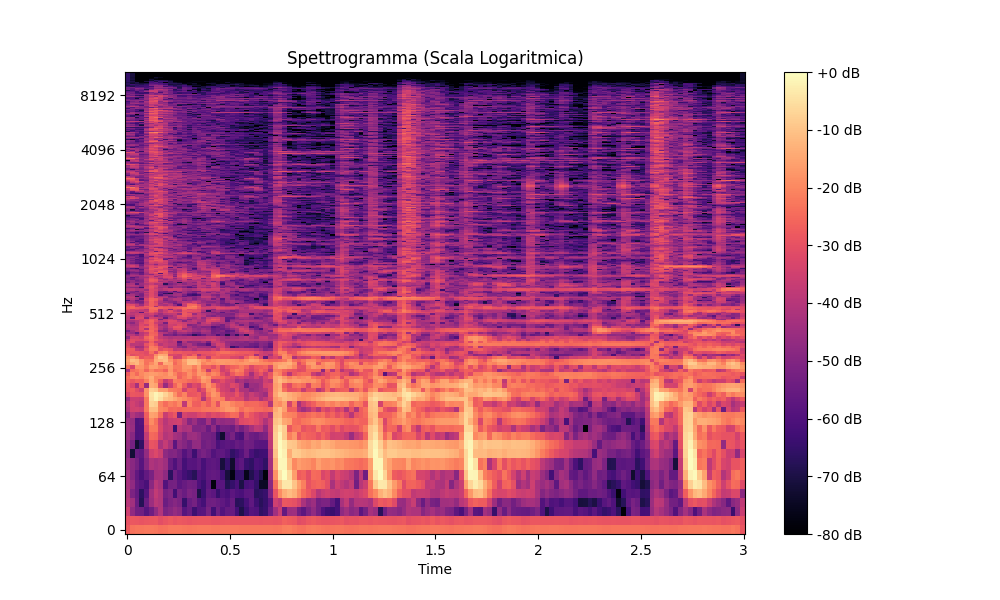 Spettrogramma (Scala Logaritmica)
8192
4096
2048
1024
512
256
128
64
0
Hz
0 0.5 1 1.5 2 2.5 3
Time
+0 dB
-10 dB
-20 dB
-30 dB
-40 dB
-50 dB
-60 dB
-70 dB
-80 dB